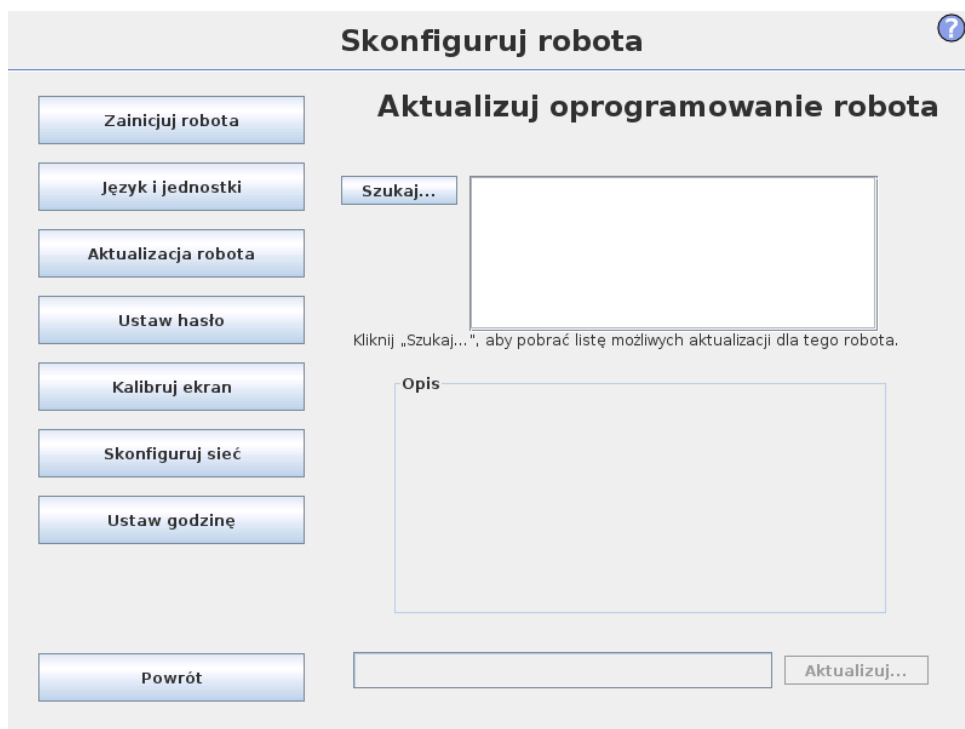 Skonfiguruj robota
?
Zainicjuj robota
Język i jednostki
Aktualizacja robota
Ustaw hasło
Kalibruj ekran
Skonfiguruj sieć
Ustaw godzinę
Powrót
Aktualizuj oprogramowanie robota
Szukaj...
Kliknij „Szukaj...", aby pobrać listę możliwych aktualizacji dla tego robota.
Opis
Aktualizuj...